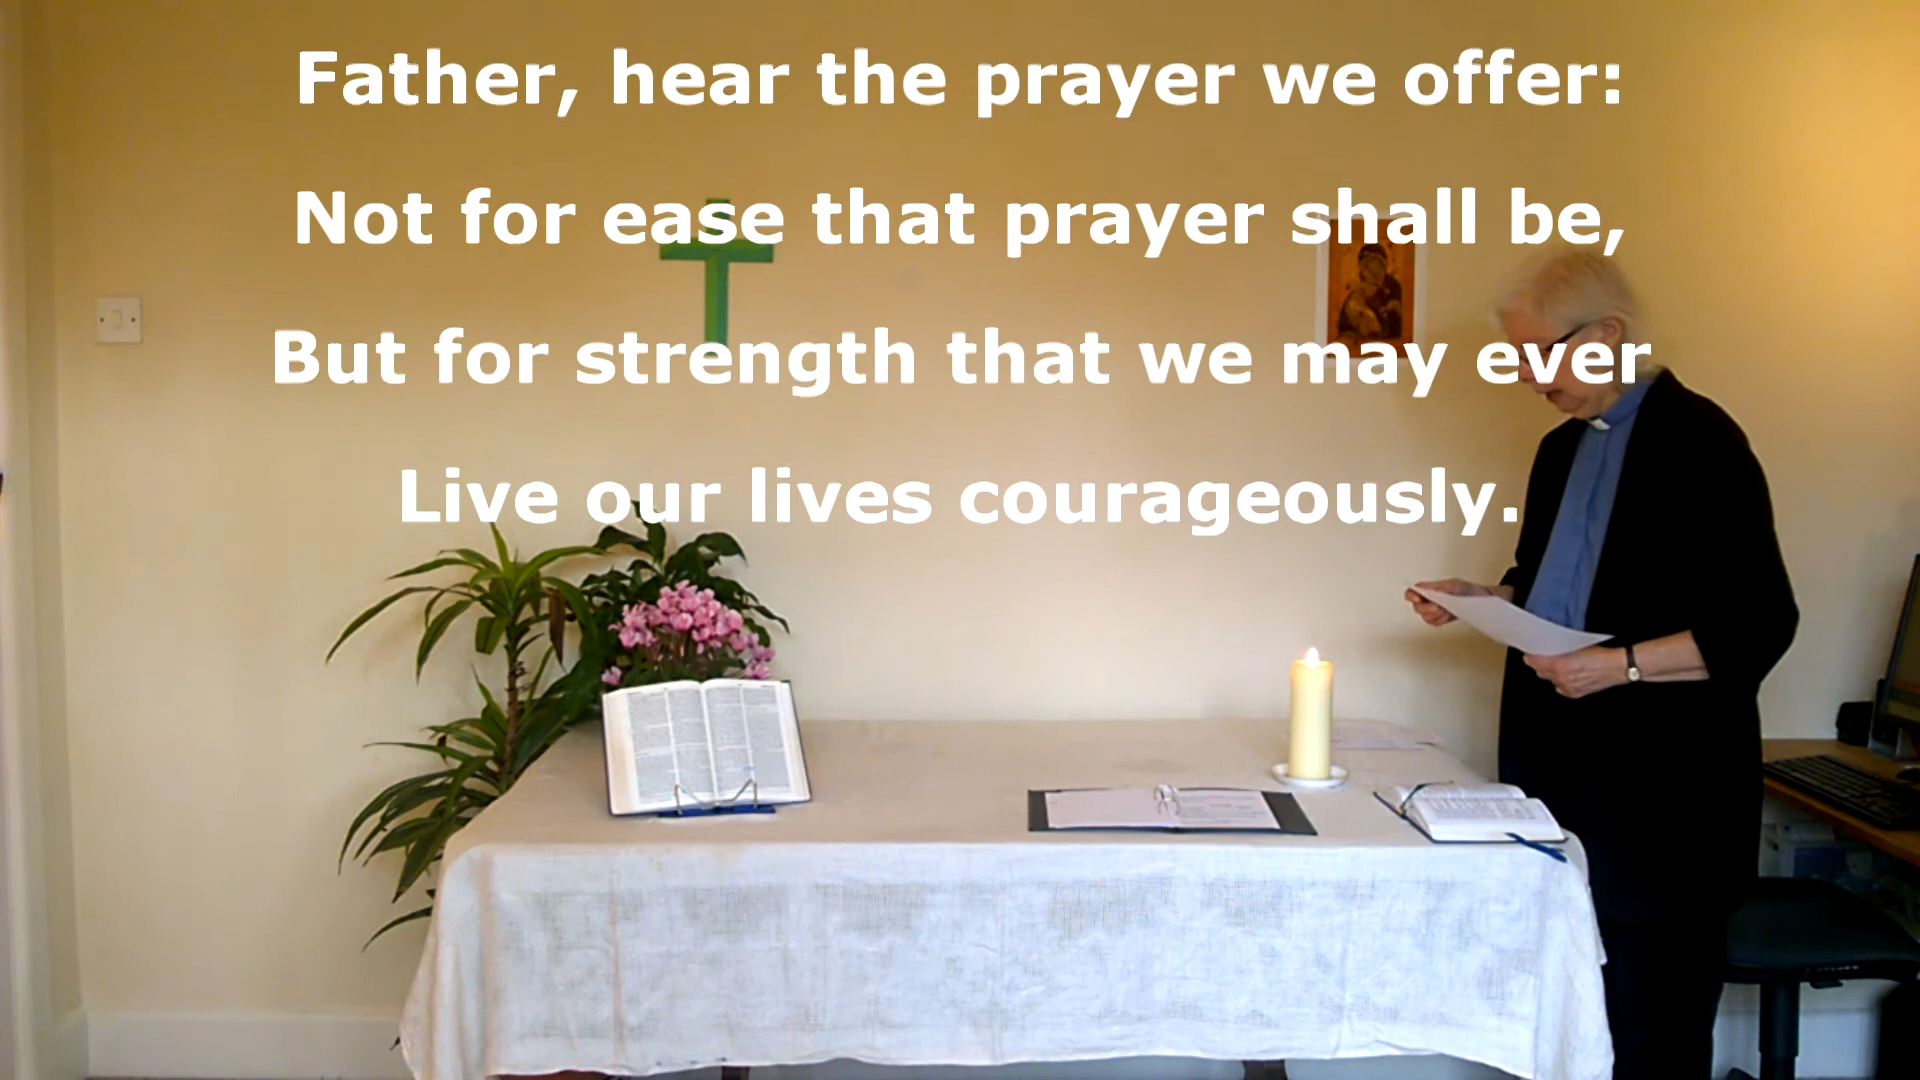 Father, hear the prayer we offer:
Not for ease that prayer shall be,
But for strength that we may ever
Live our lives courageously.